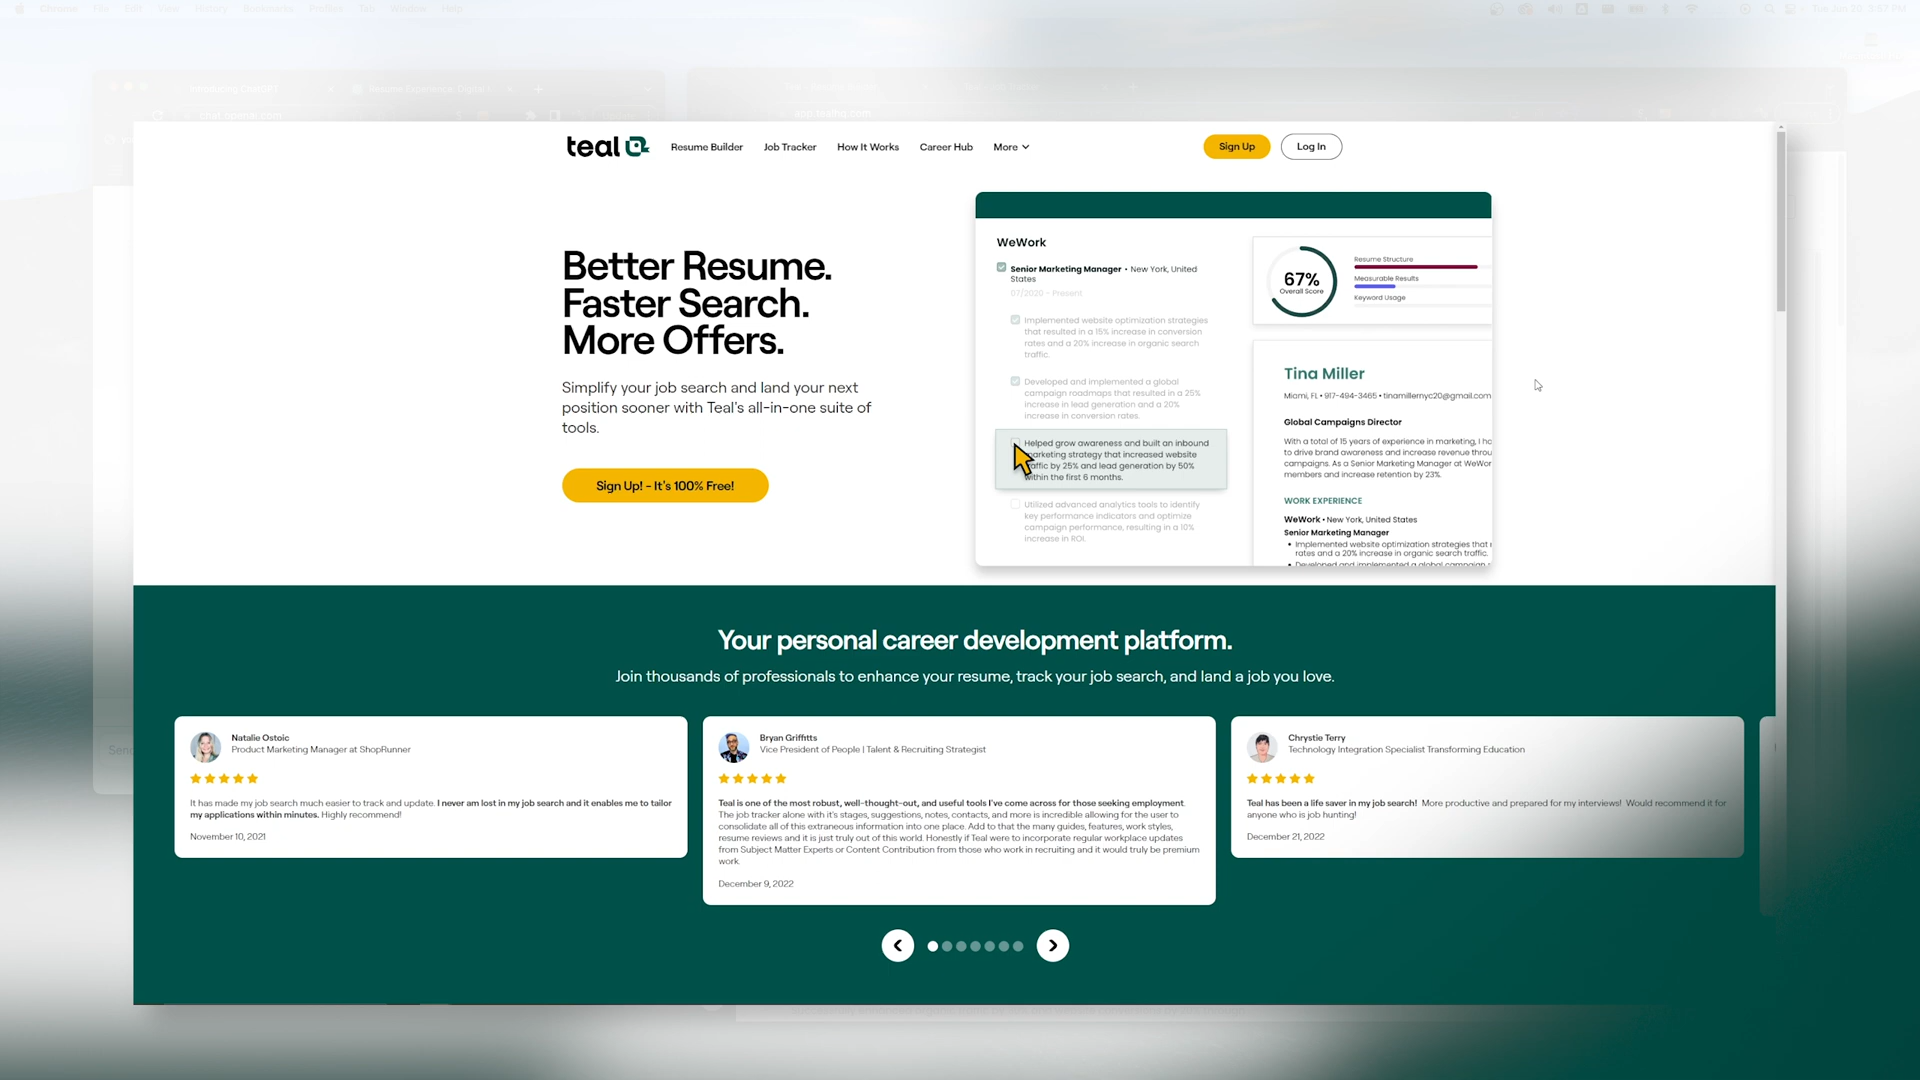 teal
Resume Builder
Job Tracker
How It Works
Career Hub
More
Sign Up
Log In
Better Resume.
Faster Search.
More Offers.
Simplify your job search and land your next
position sooner with Teal's all-in-one suite of
tools.
Sign Up! - It's 100% Free!
WeWork
Senior Marketing Manager • New York, United
States
07/2020 - Present
Implemented website optimization strategies
that resulted in a 15% increase in conversion
rates and a 20% increase in organic search
traffic.
Developed and implemented a global
campaign roadmaps that resulted in a 25%
increase in lead generation and a 20%
increase in conversion rates.
Helped grow awareness and built an inbound
marketing strategy that increased website
traffic by 25% and lead generation by 50%
within the first 6 months.
Utilized advanced analytics tools to identify
key performance indicators and optimize
campaign performance, resulting in a 10%
increase in ROI.
67%
Overall Score
Resume Structure
Measurable Results
Keyword Usage
Tina Miller
Miami, FL • 917-494-3465 • tinamillernyc20@gmail.com
Global Campaigns Director
With a total of 15 years of experience in marketing, I
to drive brand awareness and increase revenue
campaigns. As a Senior Marketing Manager at
members and increase retention by 23%.
WORK EXPERIENCE
WeWork • New York, United States
Senior Marketing Manager
• Implemented website optimization strategies that
rates and a 20% increase in organic search traffic.
• Developed and implemented a global campaign
Your personal career development platform.
Join thousands of professionals to enhance your resume, track your job search, and land a job you love.
Natalie Ostoic
Product Marketing Manager at ShopRunner
It has made my job search much easier to track and update. I never am lost in my job search and it enables me to tailor
my applications within minutes. Highly recommend!
November 10, 2021
Bryan Griffitts
Vice President of People | Talent & Recruiting Strategist
Teal is one of the most robust, well-thought-out, and useful tools I've come across for those seeking employment.
The job tracker alone with it's stages, suggestions, notes, contacts, and more is incredible allowing for the user to
consolidate all of this extraneous information into one place. Add to that the many guides, features, work styles,
resume reviews and it is just truly out of this world. Honestly if Teal were to incorporate regular workplace updates
from Subject Matter Experts or Content Contribution from those who work in recruiting and it would truly be premium
work.
December 9, 2022
Chrystie Terry
Technology Integration Specialist Transforming Education
Teal has been a life saver in my job search! More productive and prepared for my interviews! Would recommend it for
anyone who is job hunting!
December 21, 2022